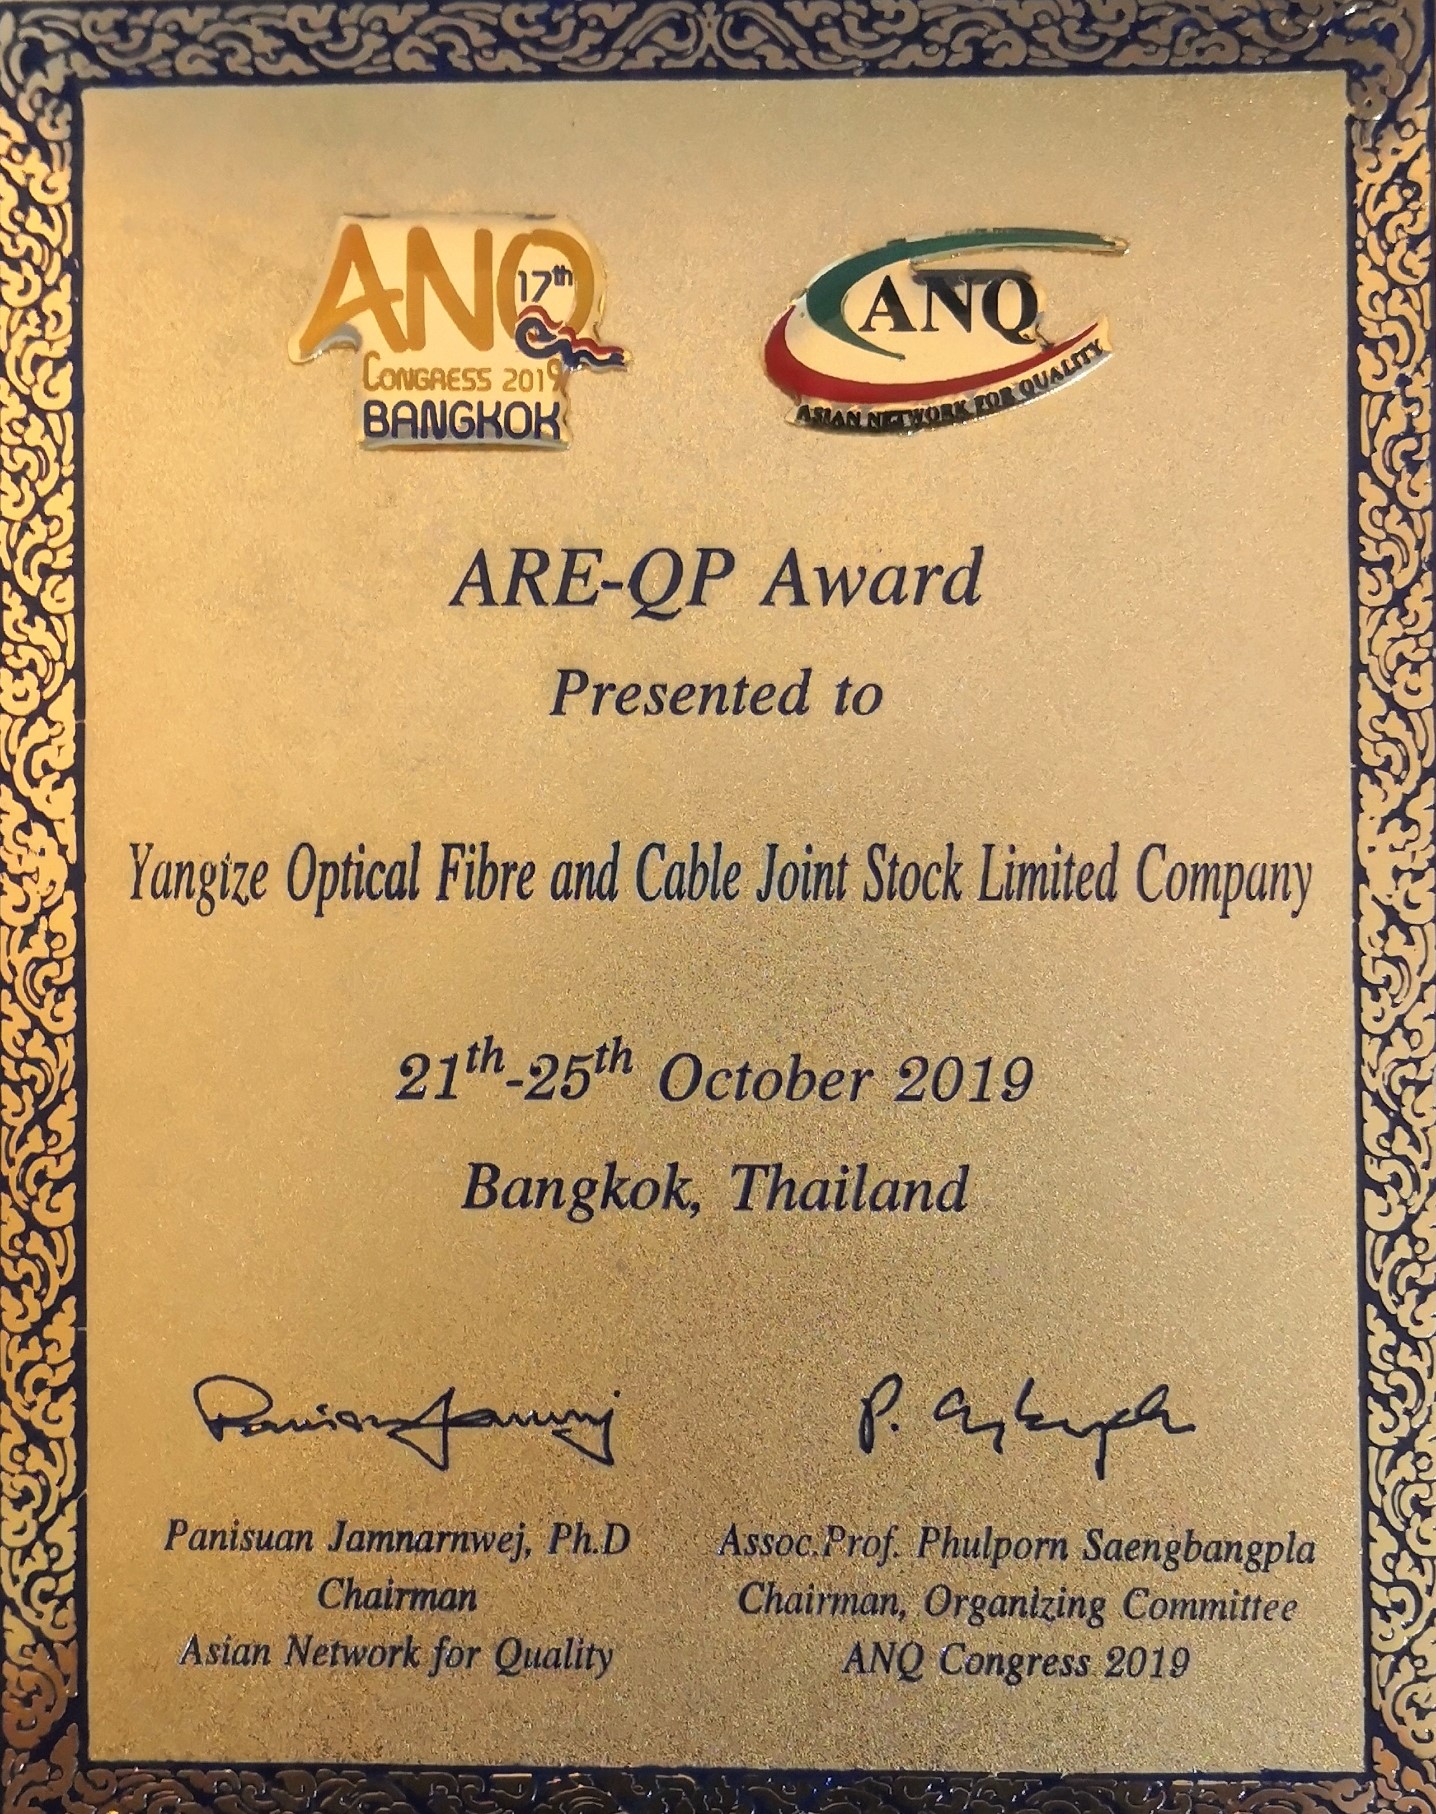 ANQ
17th
CONGRESS 2019
BANGKOK
ANQ
ASIAN NETWORK FOR QUALITY
ARE-QP Award
Presented to
Yangtze Optical Fibre and Cable Joint Stock Limited Company
21th-25th October 2019
Bangkok, Thailand
Panisuan Jamnarnwej, Ph.D
Chairman
Asian Network for Quality
Assoc.Prof. Phulporn Saengbangpla
Chairman, Organizing Committee
ANQ Congress 2019